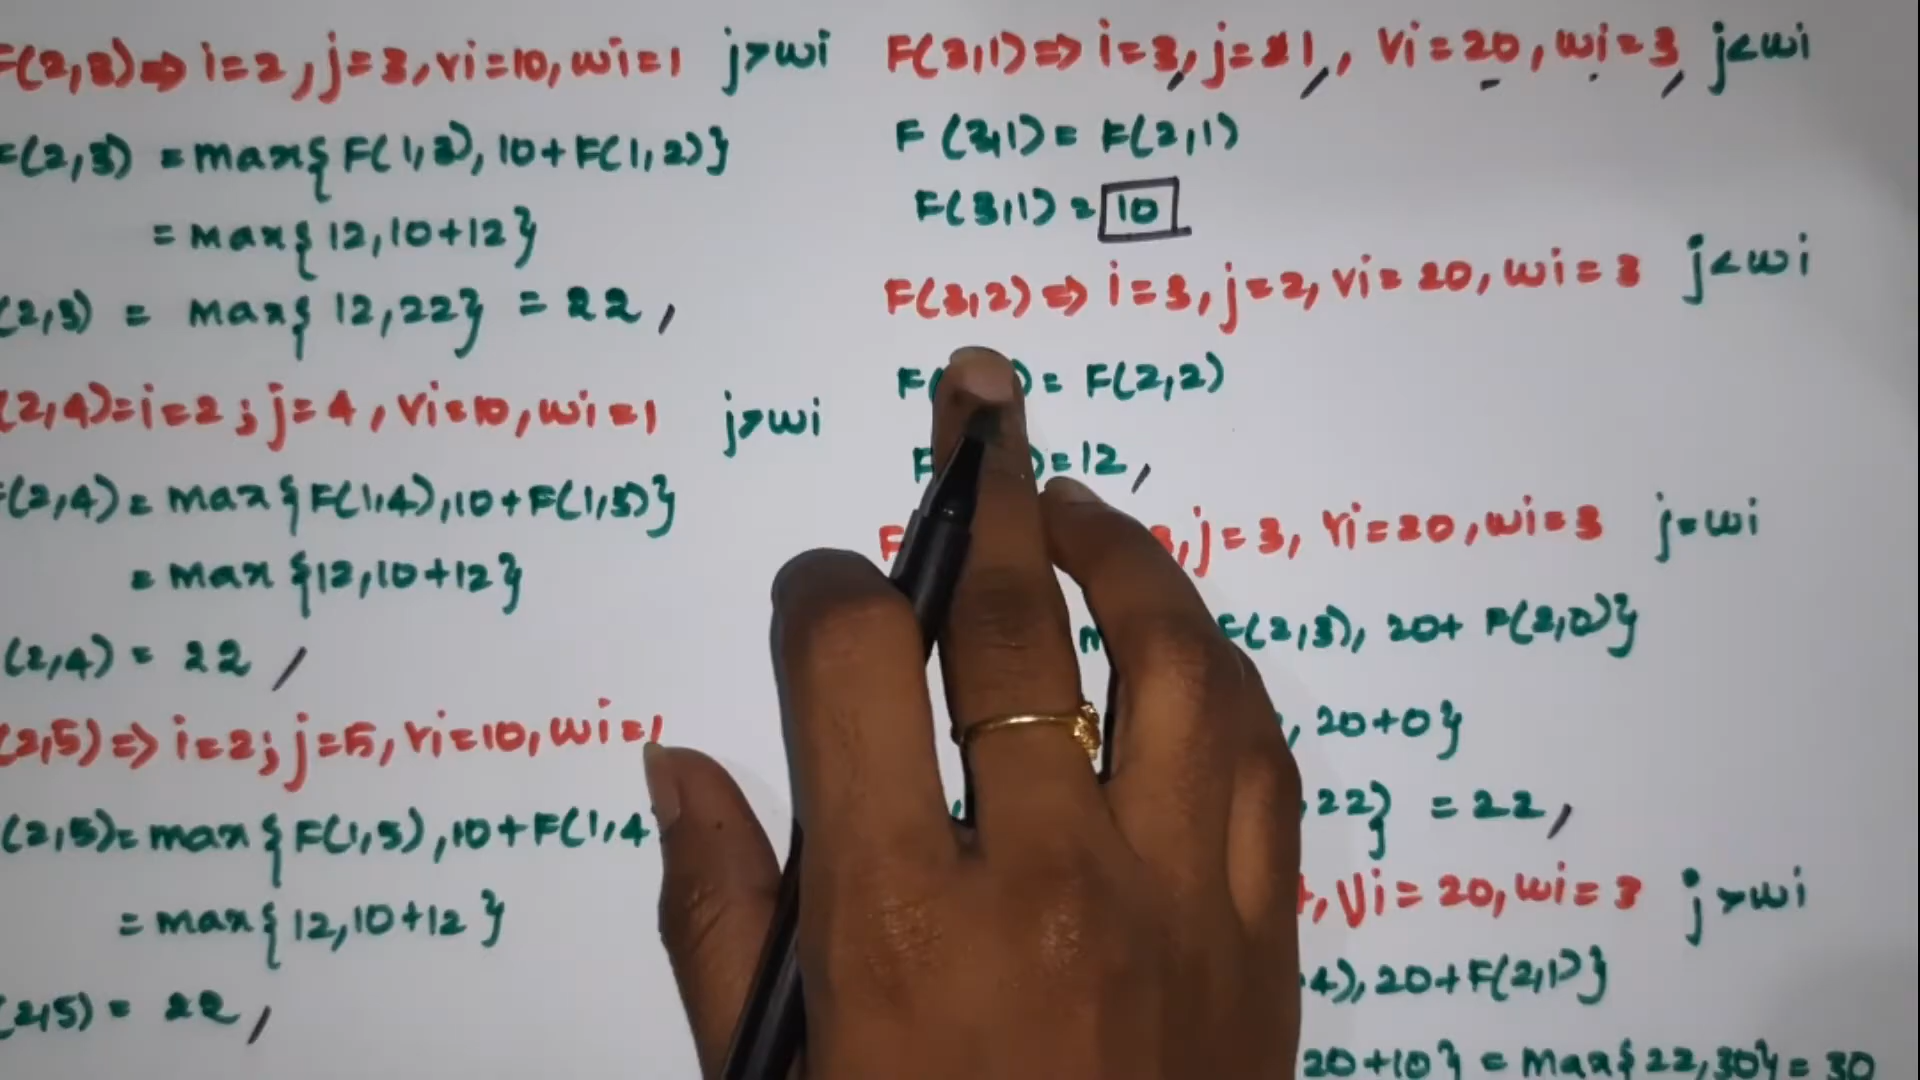 F(2,3)⇒ i=2, j=3, vi=10, wi=1 j>wi
F(2,3) = max{F(1,3), 10+F(1,2)}
= max{12,10+12}
(2,3) = max{12,22} = 22,
(2,4)=i=2; j=4, vi=10, wi=1 j>wi
F(2,4)= max{F(1,4),10+F(1,3)}
= max{12,10+12}
(2,4) = 22
(2,5)⇒ i=2; j=5, vi=10, wi=1
(2,5)=max{F(1,5),10+F(1,4
=max{12,10+12}
(2,5) = 22,
F(3,1)⇒ i=3, j=1, vi=20, wi=3 j<wi
F(3,1)= F(2,1)
F(3,1) = 10
F(3,2)⇒ i=3, j=2, vi=20, wi=3 j<wi
F( )= F(2,2)
F )=12,
F , j=3, vi=20, wi=3 j=wi
F(2,3), 20+ F(2,0)}
, 20+0}
,22} = 22,
, vi=20, wi=3 j>wi
4), 20+F(2,1)}
20+10} = max{22,30}=30